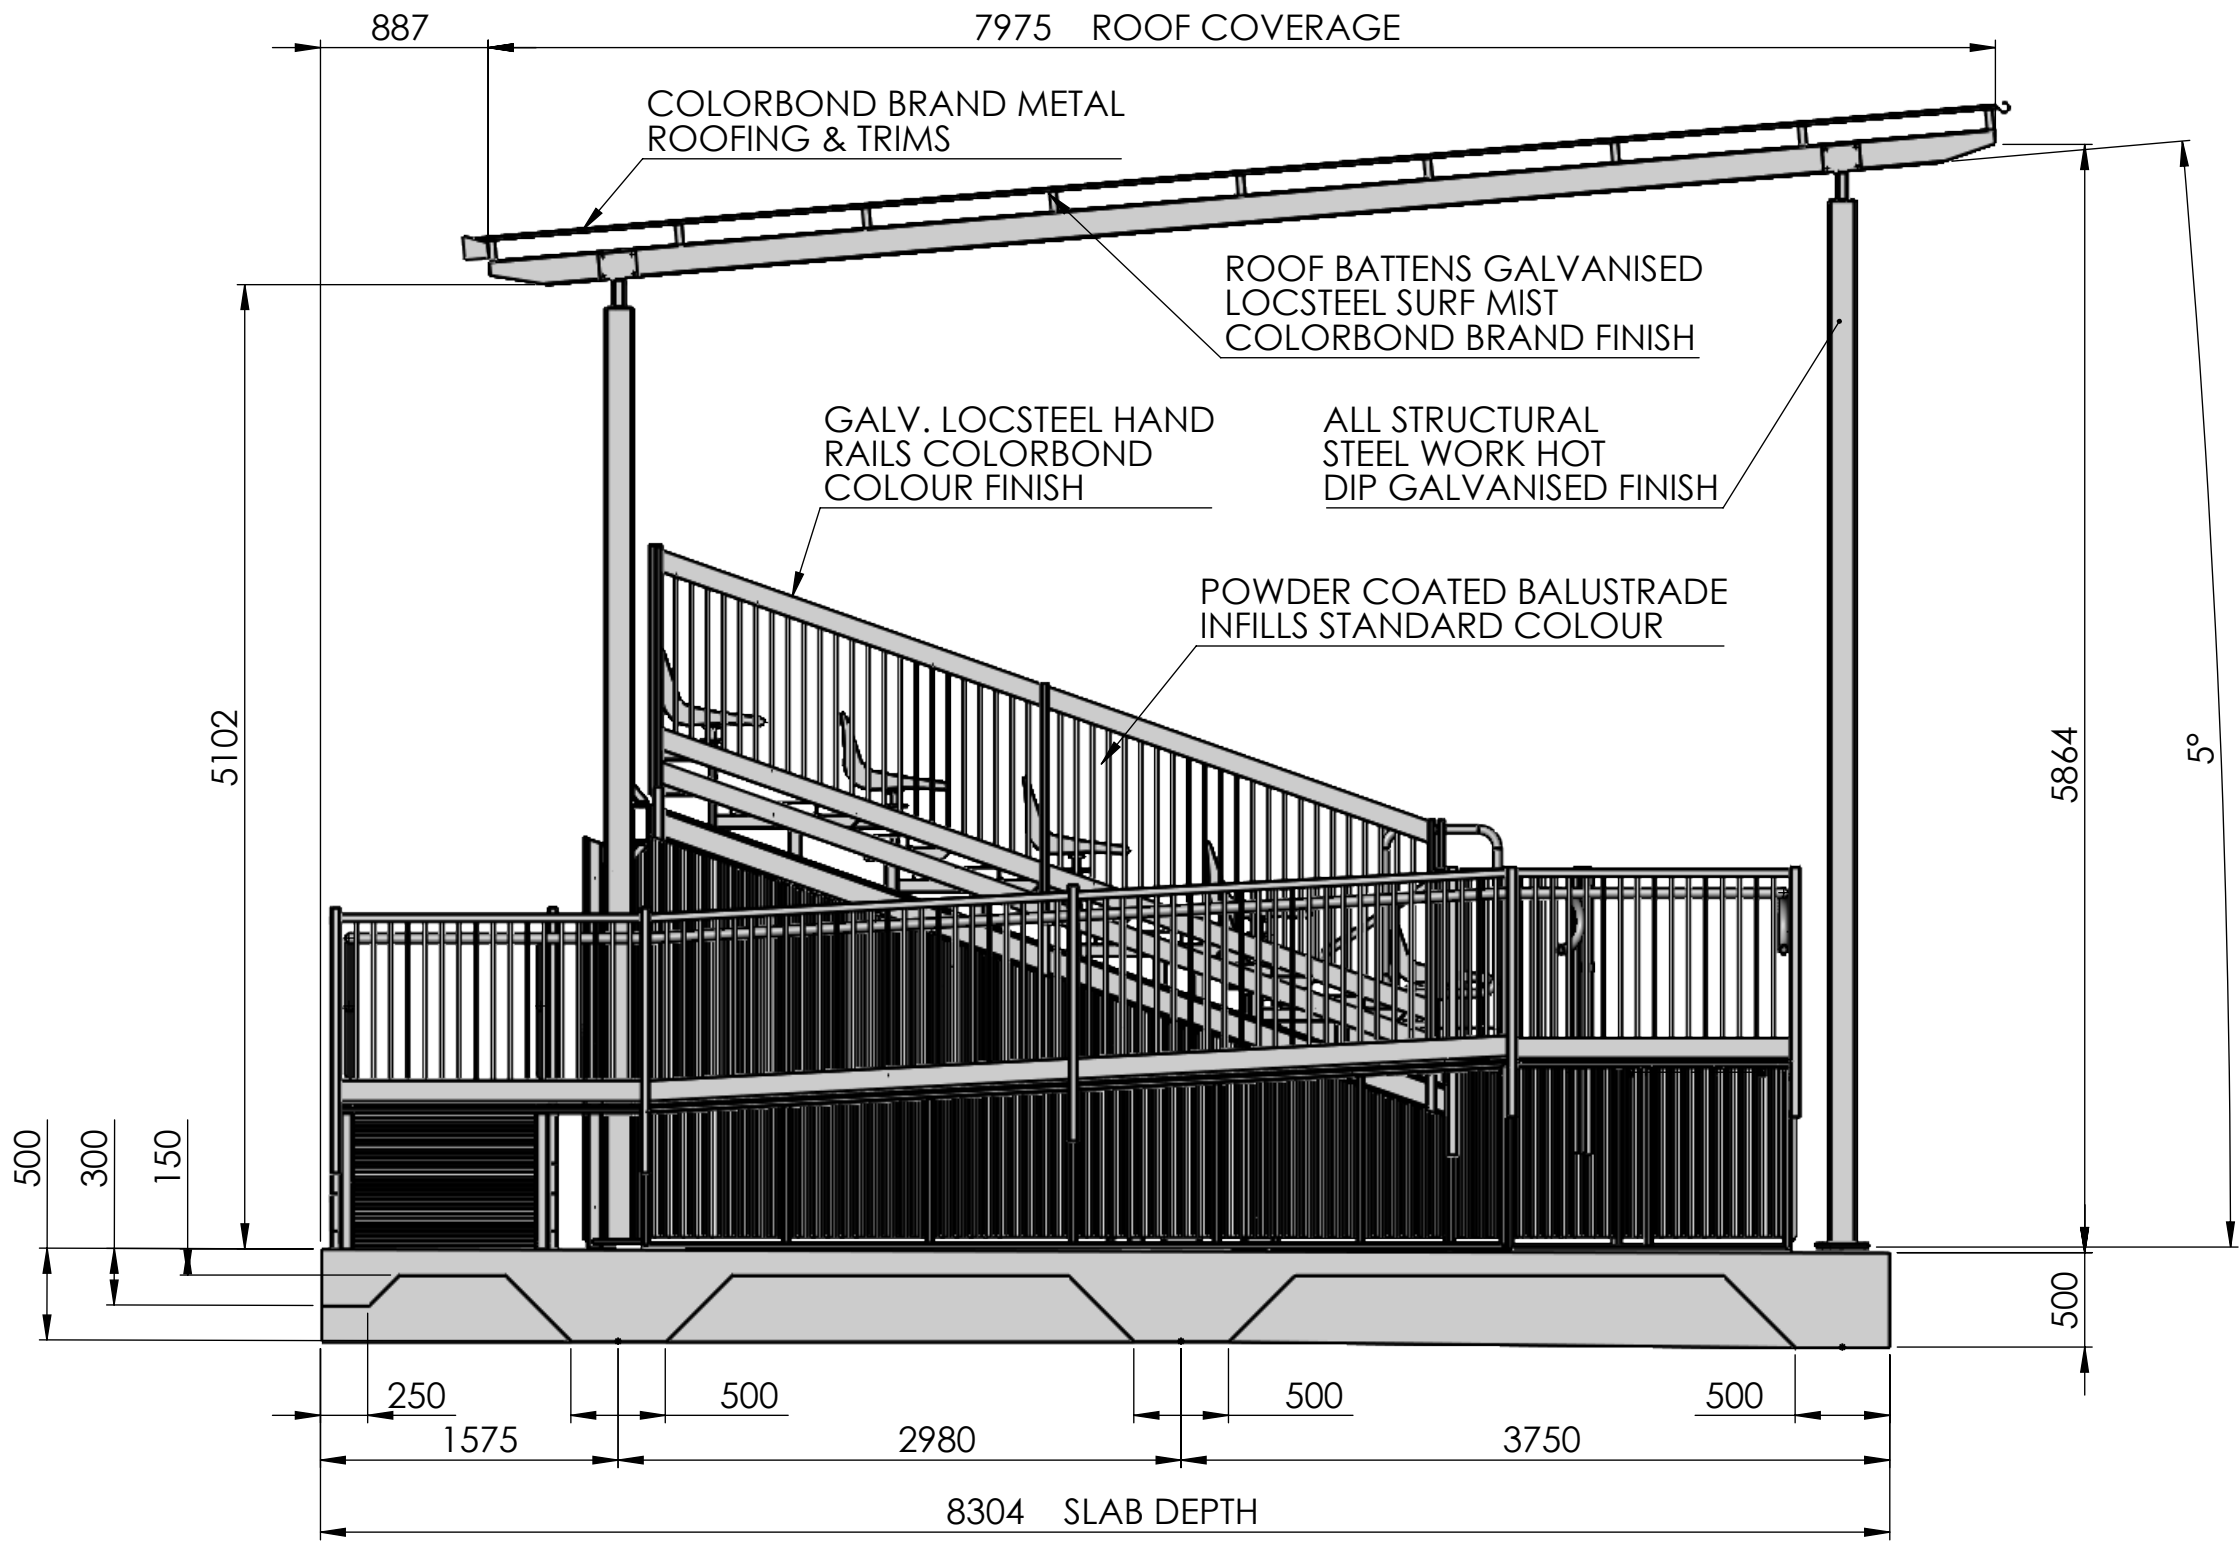 887
7975 ROOF COVERAGE
COLORBOND BRAND METAL
ROOFING & TRIMS
ROOF BATTENS GALVANISED
LOCSTEEL SURF MIST
COLORBOND BRAND FINISH
GALV. LOCSTEEL HAND
RAILS COLORBOND
COLOUR FINISH
ALL STRUCTURAL
STEEL WORK HOT
DIP GALVANISED FINISH
POWDER COATED BALUSTRADE
INFILLS STANDARD COLOUR
5102
5864
5°
500
300
150
500
250
500
500
500
1575
2980
3750
8304 SLAB DEPTH